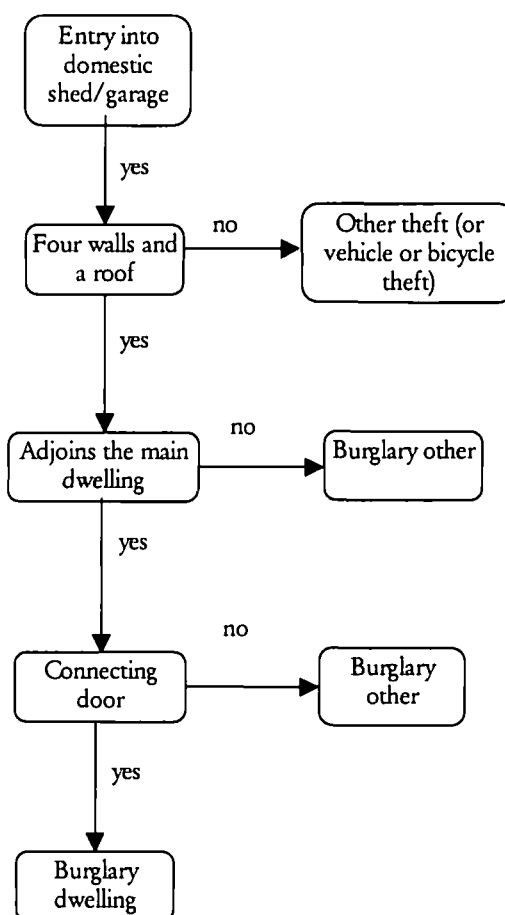 Entry into
domestic
shed/garage
yes
Four walls and
a roof
no
Other theft (or
vehicle or bicycle
theft)
yes
Adjoins the main
dwelling
no
Burglary other
yes
Connecting
door
no
Burglary
other
yes
Burglary
dwelling